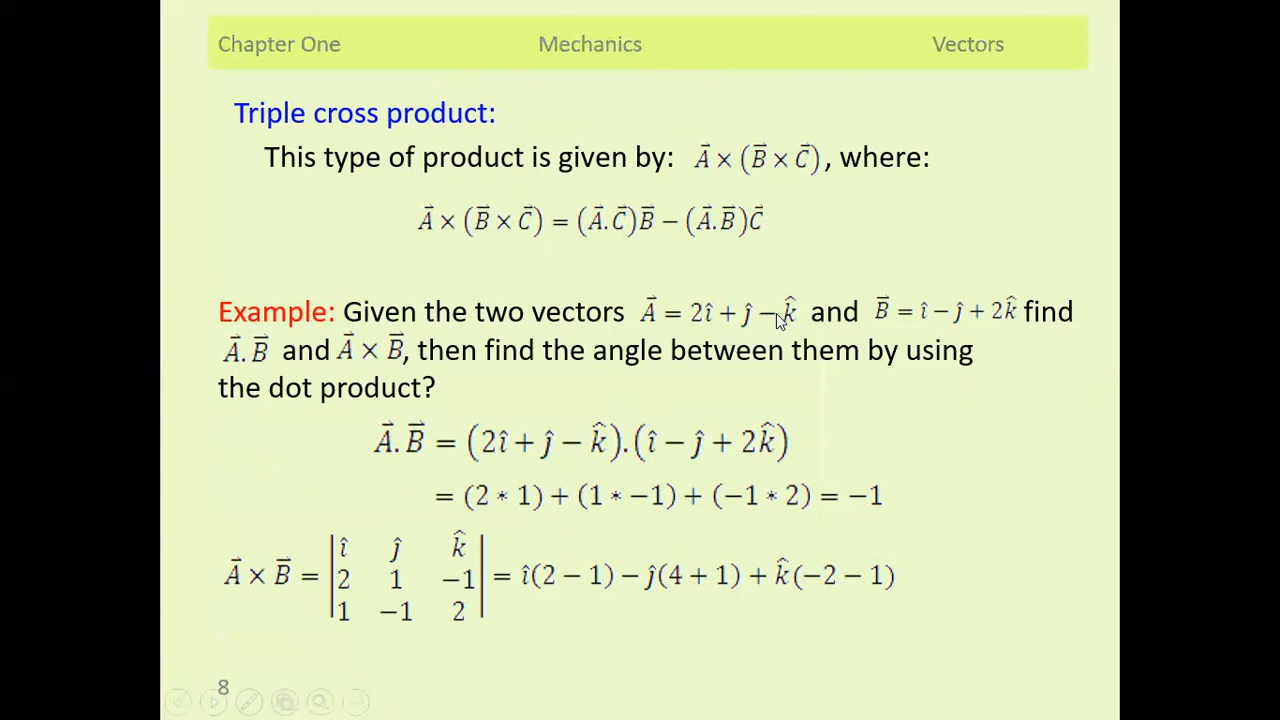 Chapter One Mechanics Vectors
Triple cross product:
This type of product is given by: A⃗ × (B⃗ × C⃗), where:
A⃗ × (B⃗ × C⃗) = (A⃗.C⃗)B⃗ − (A⃗.B⃗)C⃗
Example: Given the two vectors A⃗ = 2î + ĵ − k̂ and B⃗ = î − ĵ + 2k̂ find
A⃗.B⃗ and A⃗ × B⃗, then find the angle between them by using
the dot product?
A⃗.B⃗ = (2î + ĵ − k̂).(î − ĵ + 2k̂)
= (2 * 1) + (1 * −1) + (−1 * 2) = −1
A⃗ × B⃗ = |î ĵ k̂; 2 1 −1; 1 −1 2| = î(2 − 1) − ĵ(4 + 1) + k̂(−2 − 1)
8